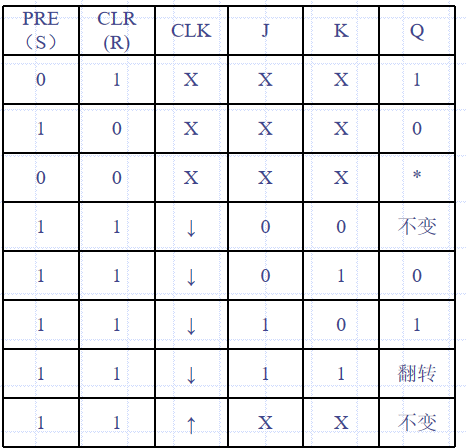 PRE CLR CLK J K Q
（S） (R)
0 1 X X X 1
1 0 X X X 0
0 0 X X X *
1 1 ↓ 0 0 不变
1 1 ↓ 0 1 0
1 1 ↓ 1 0 1
1 1 ↓ 1 1 翻转
1 1 ↑ X X 不变